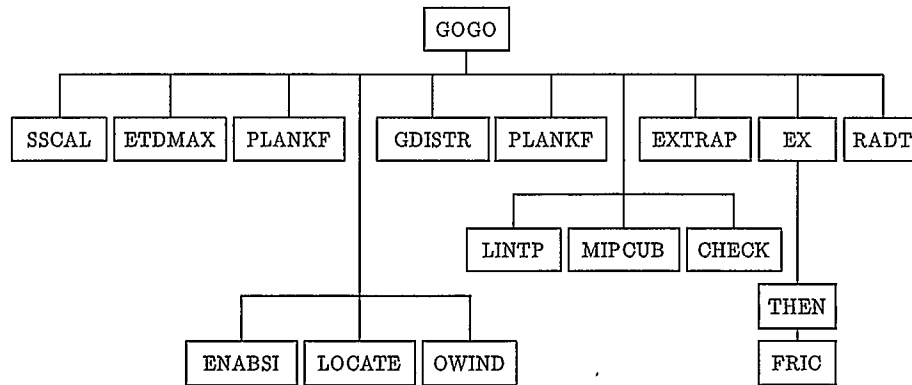 GOGO
SSCAL ETDMAX PLANKF GDISTR PLANKF EXTRAP EX RADT
LINTP MIPCUB CHECK
THEN
ENABSI LOCATE OWIND FRIC